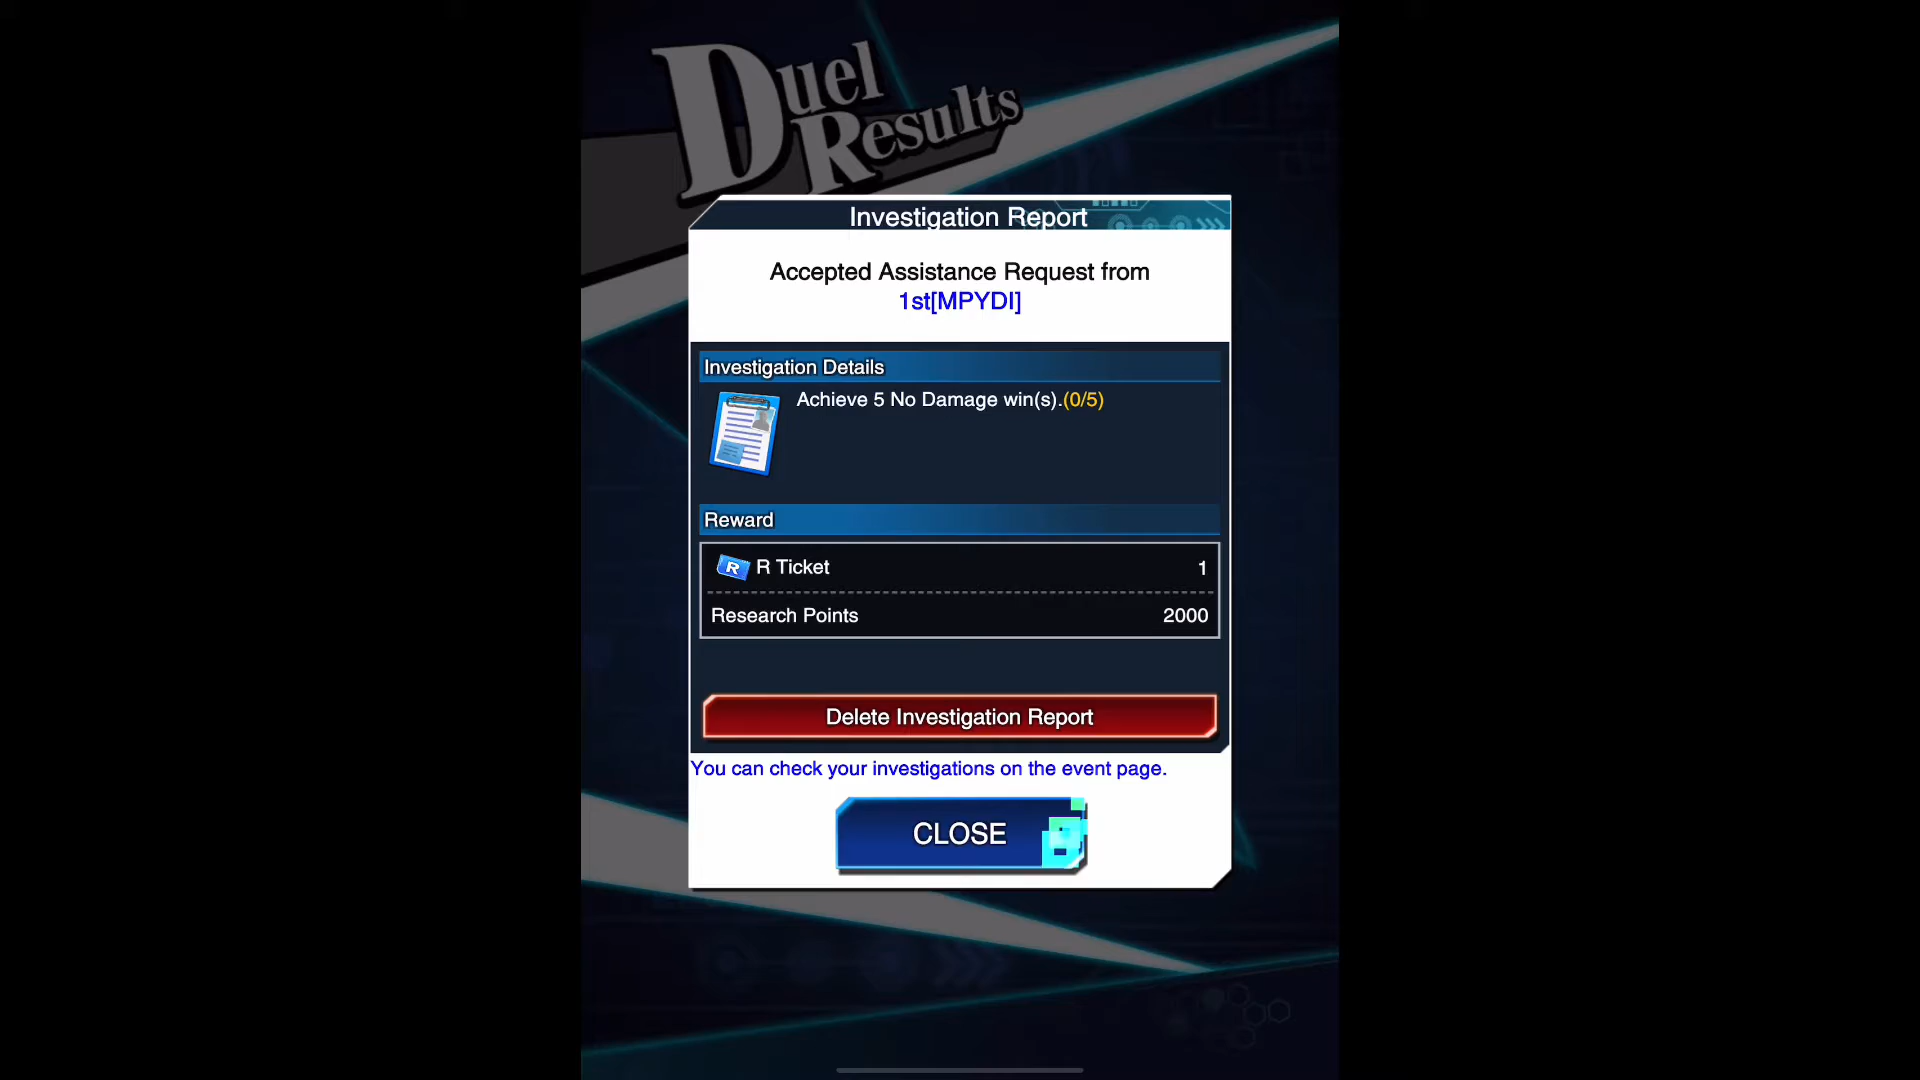 Duel
Results
Investigation Report
Accepted Assistance Request from
1st[MPYDI]
Investigation Details
Achieve 5 No Damage win(s).(0/5)
Reward
R
R Ticket 1
Research Points 2000
Delete Investigation Report
You can check your investigations on the event page.
CLOSE